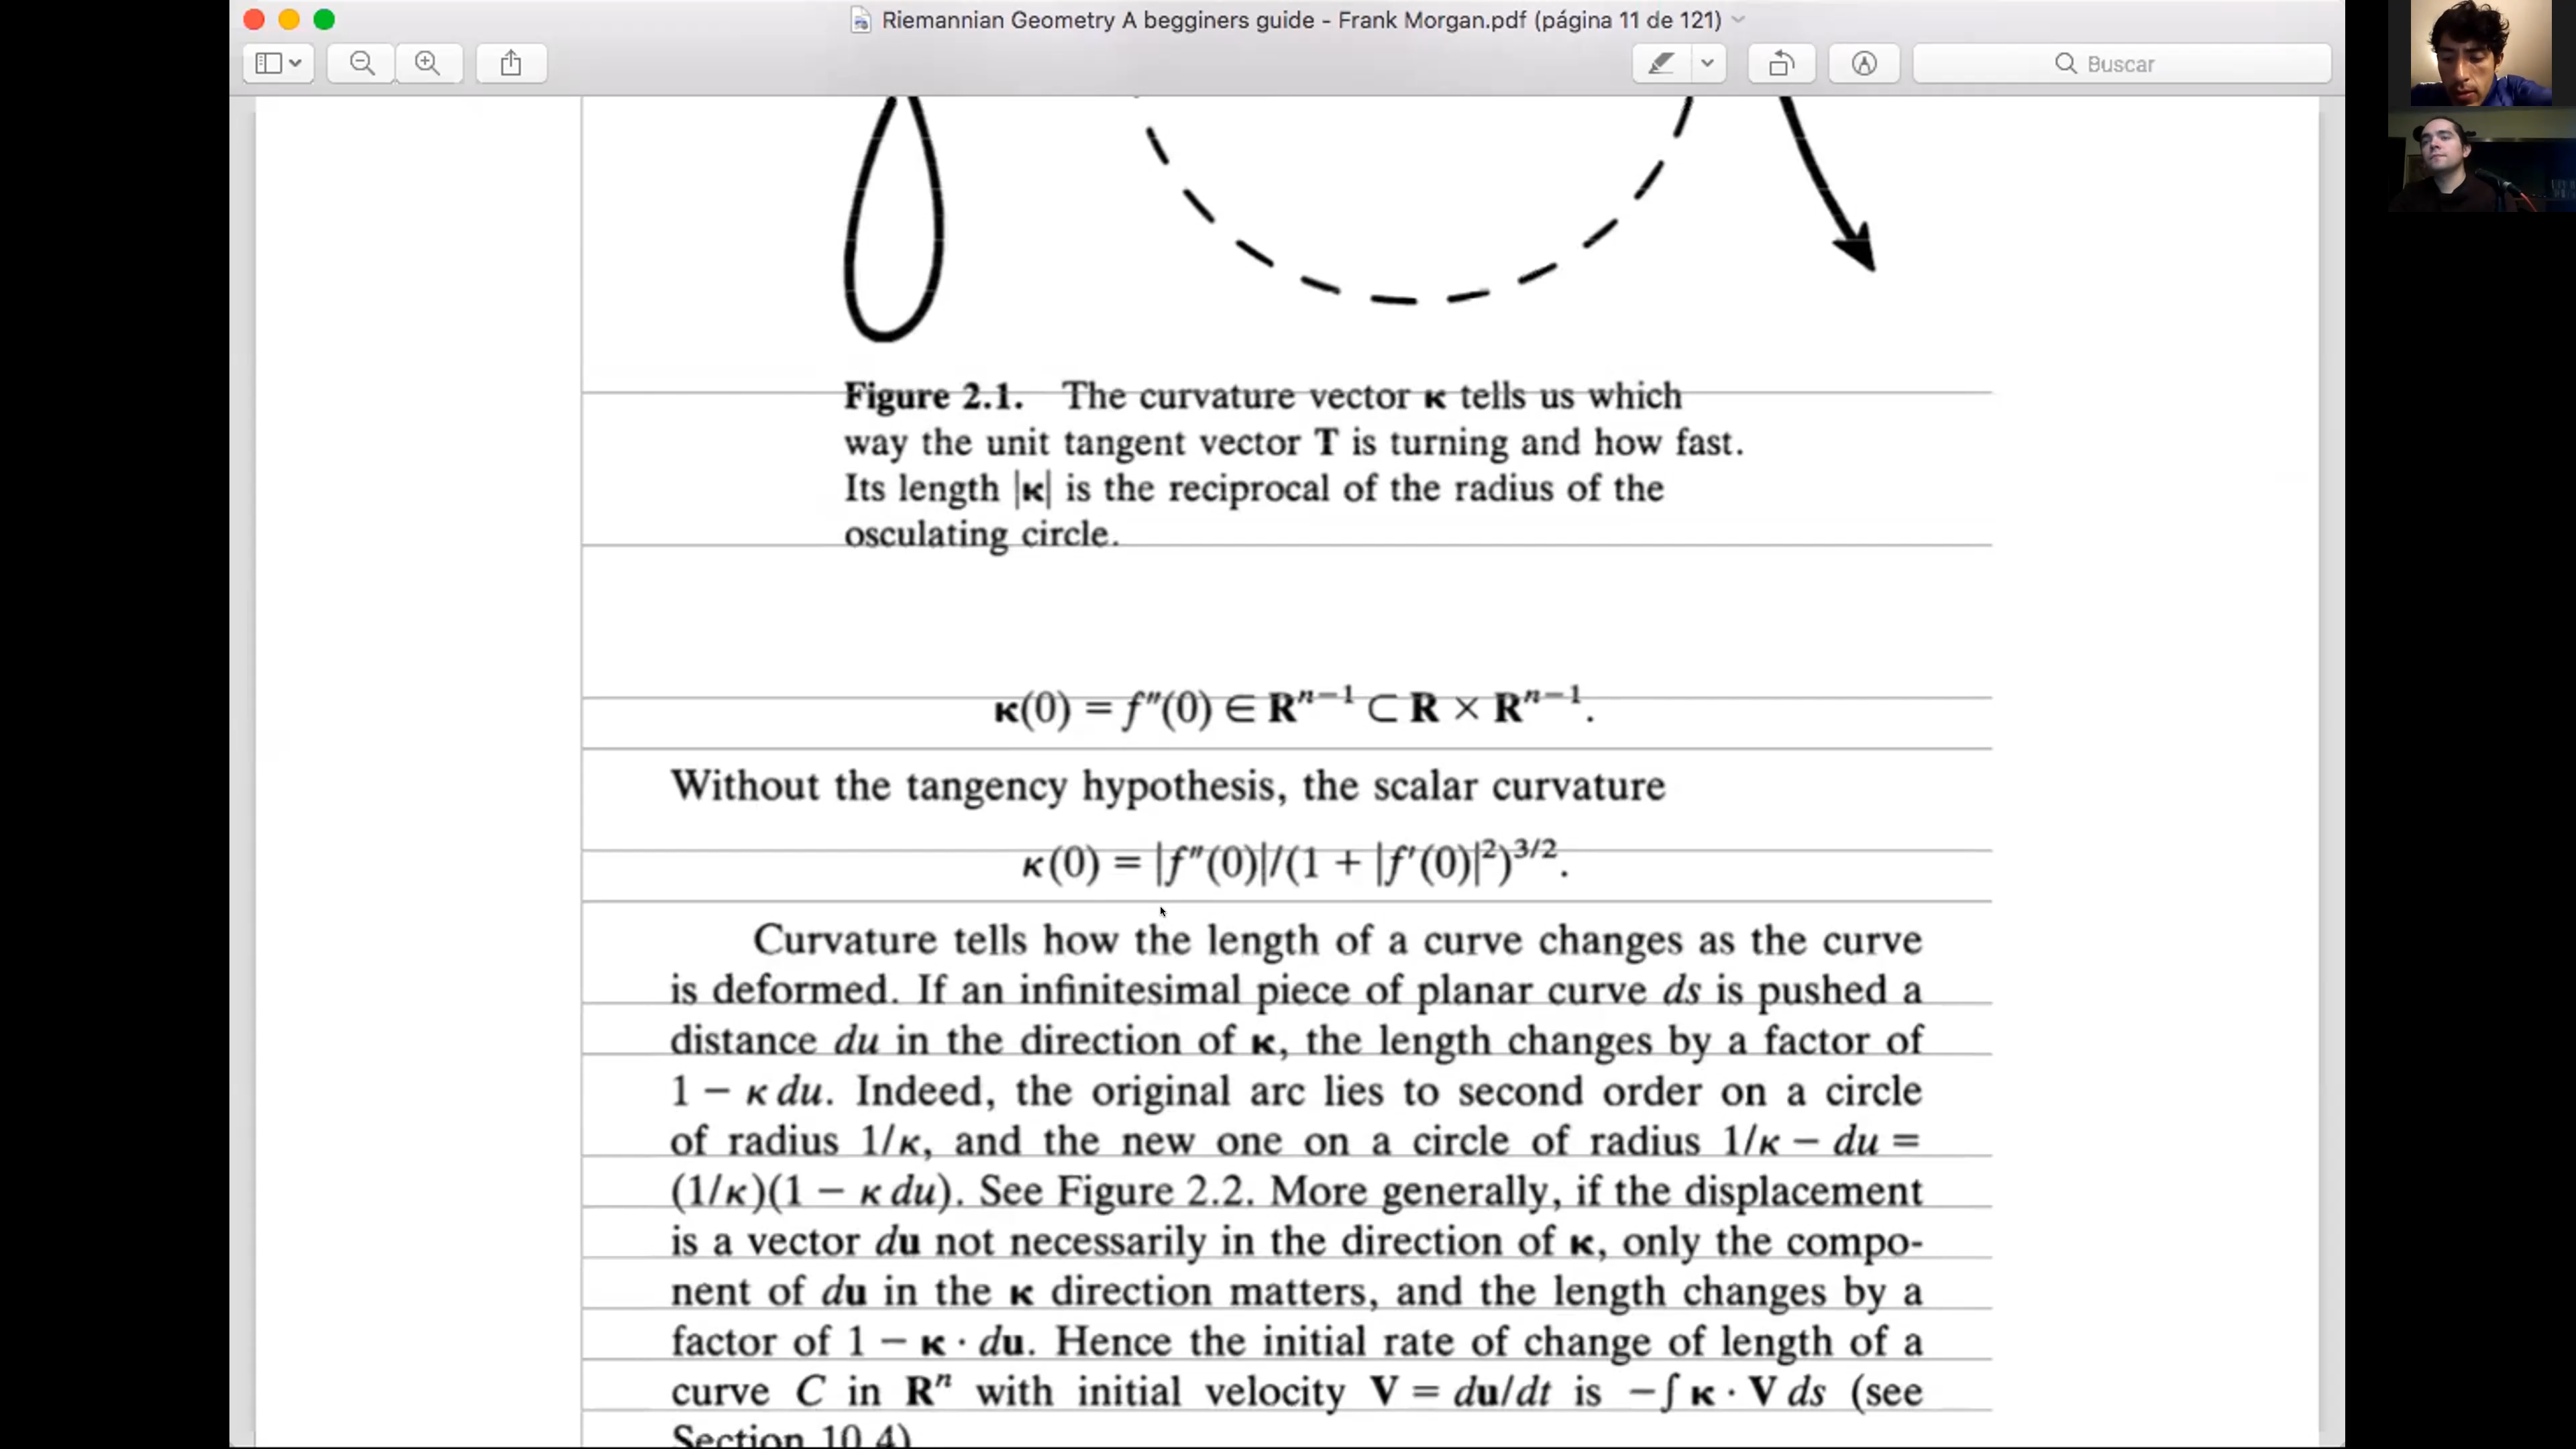 Riemannian Geometry A begginers guide - Frank Morgan.pdf (página 11 de 121)
Buscar
Figure 2.1. The curvature vector κ tells us which
way the unit tangent vector T is turning and how fast.
Its length |κ| is the reciprocal of the radius of the
osculating circle.
κ(0) = f″(0) ∈ Rⁿ⁻¹ ⊂ R × Rⁿ⁻¹.
Without the tangency hypothesis, the scalar curvature
κ(0) = |f″(0)|/(1 + |f′(0)|²)^{3/2}.
Curvature tells how the length of a curve changes as the curve
is deformed. If an infinitesimal piece of planar curve ds is pushed a
distance du in the direction of κ, the length changes by a factor of
1 − κ du. Indeed, the original arc lies to second order on a circle
of radius 1/κ, and the new one on a circle of radius 1/κ − du =
(1/κ)(1 − κ du). See Figure 2.2. More generally, if the displacement
is a vector du not necessarily in the direction of κ, only the compo-
nent of du in the κ direction matters, and the length changes by a
factor of 1 − κ · du. Hence the initial rate of change of length of a
curve C in Rⁿ with initial velocity V = du/dt is −∫ κ · V ds (see
Section 10.4)